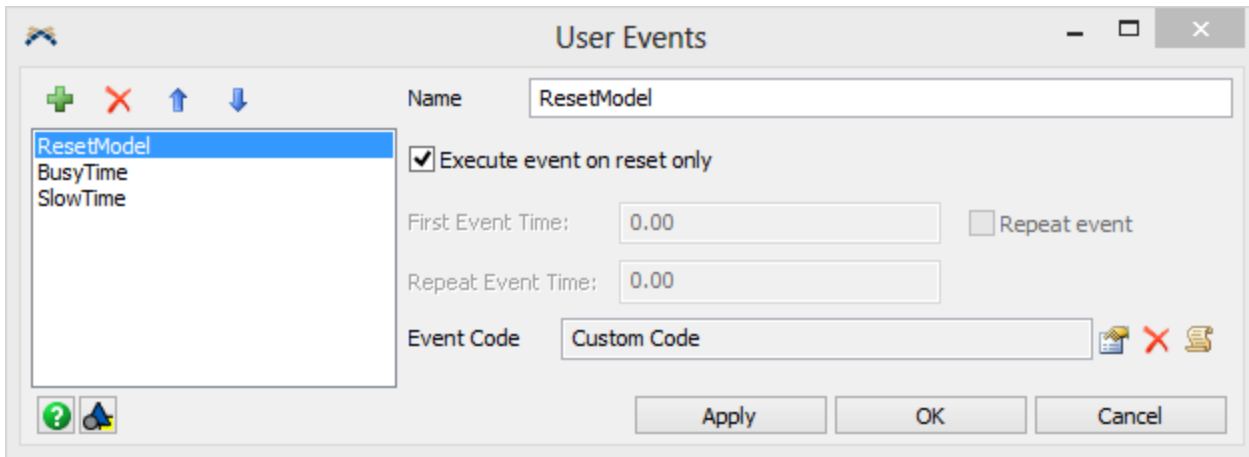 User Events
Name ResetModel
ResetModel
BusyTime
SlowTime
Execute event on reset only
First Event Time: 0.00 Repeat event
Repeat Event Time: 0.00
Event Code Custom Code
Apply OK Cancel